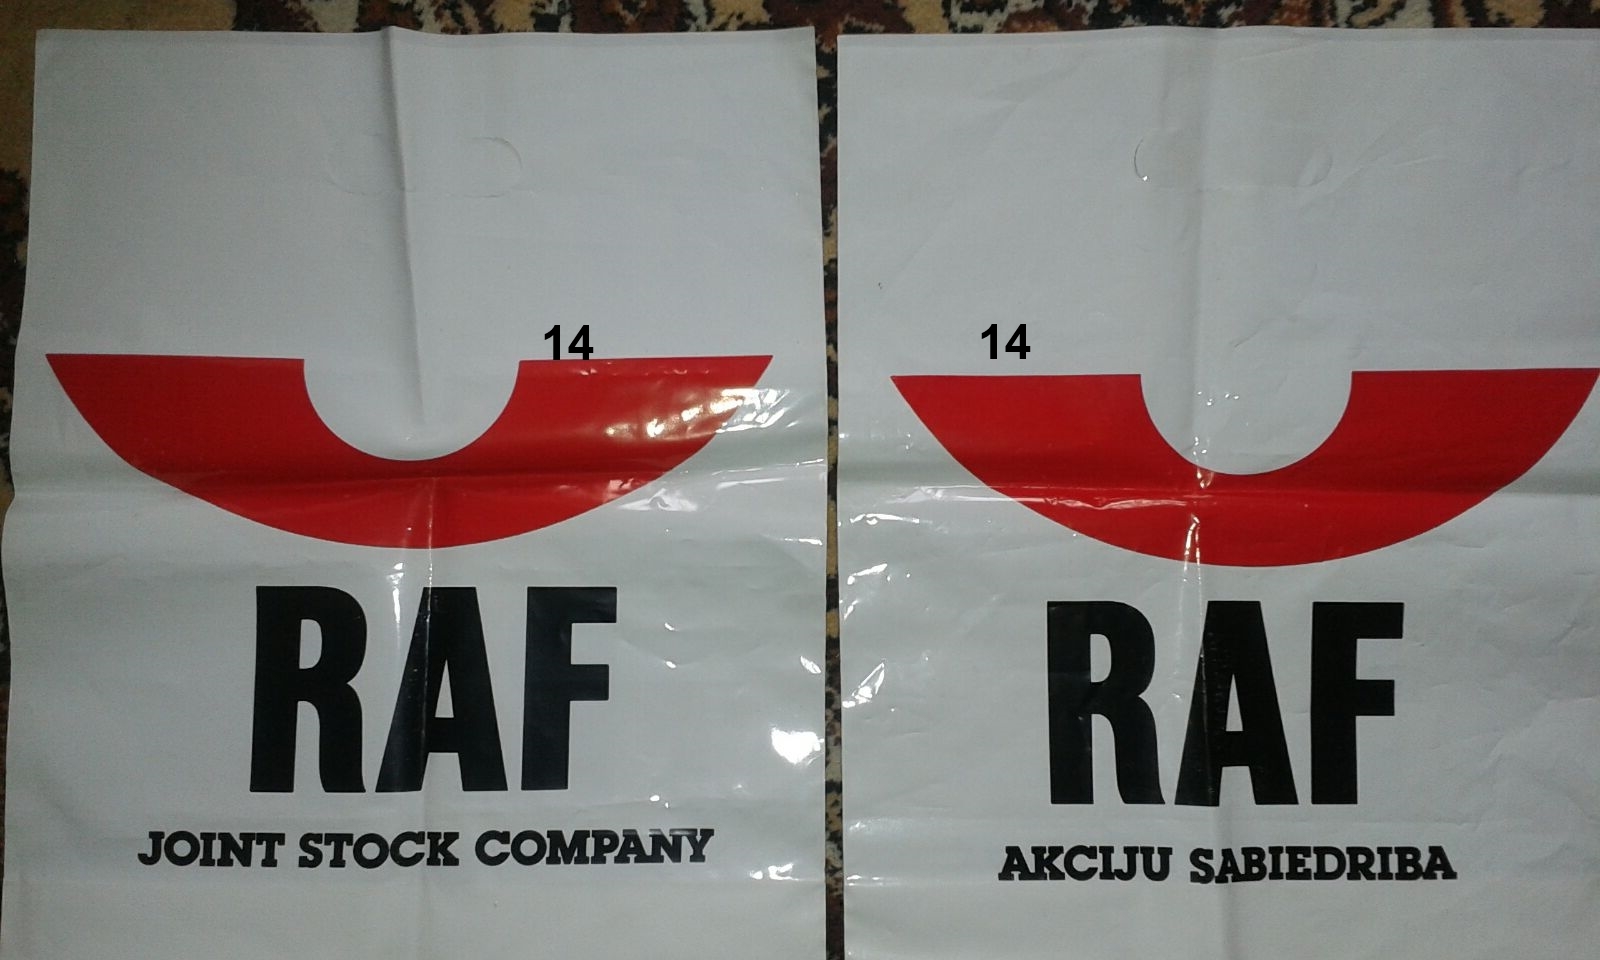 14
RAF
JOINT STOCK COMPANY
14
RAF
AKCIJU SABIEDRIBA